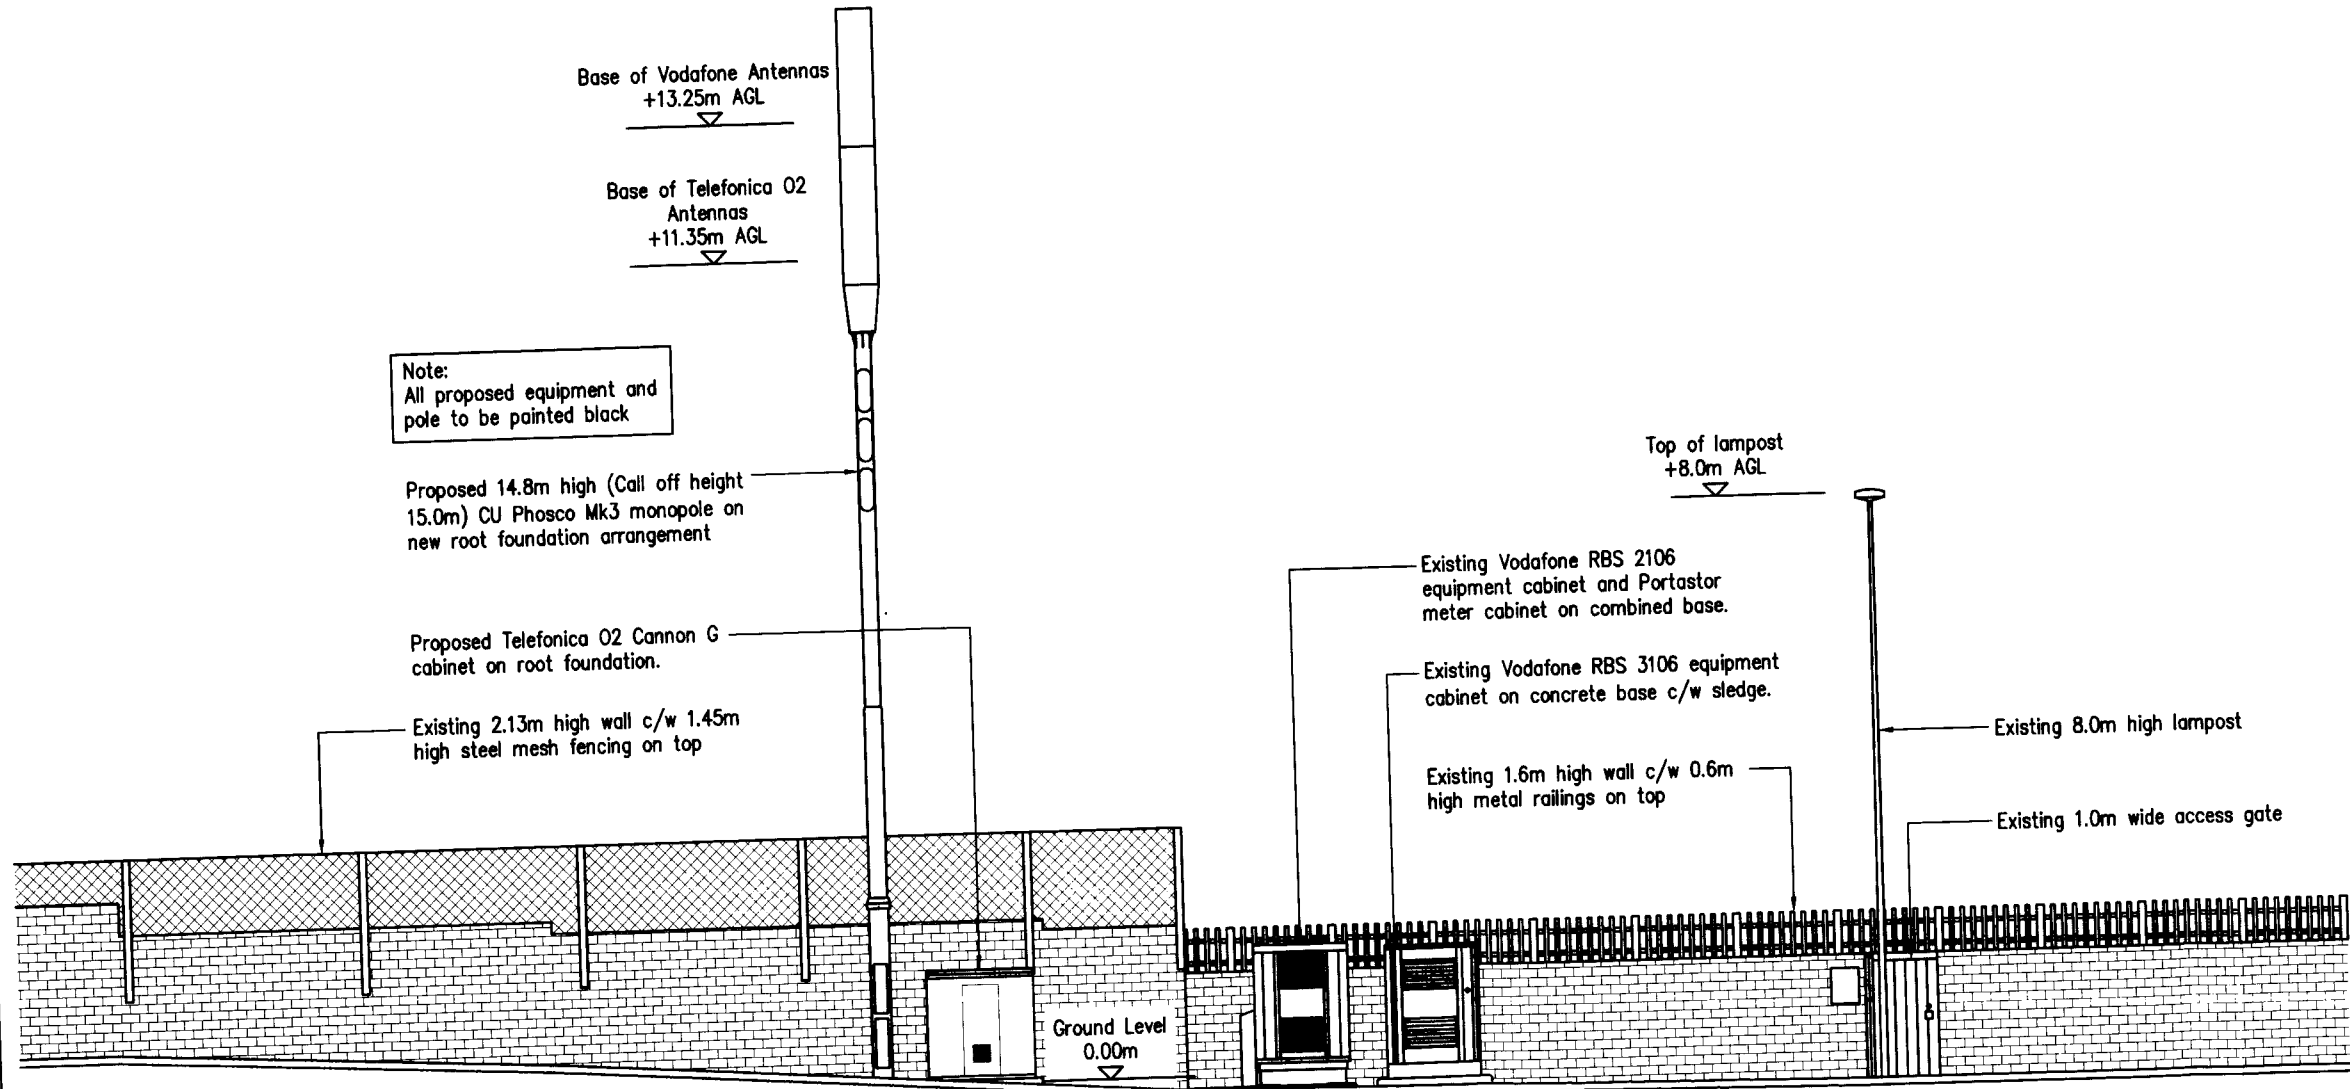 Base of Vodafone Antennas
+13.25m AGL
Base of Telefonica O2
Antennas
+11.35m AGL
Note:
All proposed equipment and
pole to be painted black
Proposed 14.8m high (Call off height
15.0m) CU Phosco Mk3 monopole on
new root foundation arrangement
Proposed Telefonica O2 Cannon G
cabinet on root foundation.
Existing 2.13m high wall c/w 1.45m
high steel mesh fencing on top
Ground Level
0.00m
Top of lampost
+8.0m AGL
Existing Vodafone RBS 2106
equipment cabinet and Portastor
meter cabinet on combined base.
Existing Vodafone RBS 3106 equipment
cabinet on concrete base c/w sledge.
Existing 1.6m high wall c/w 0.6m
high metal railings on top
Existing 8.0m high lampost
Existing 1.0m wide access gate